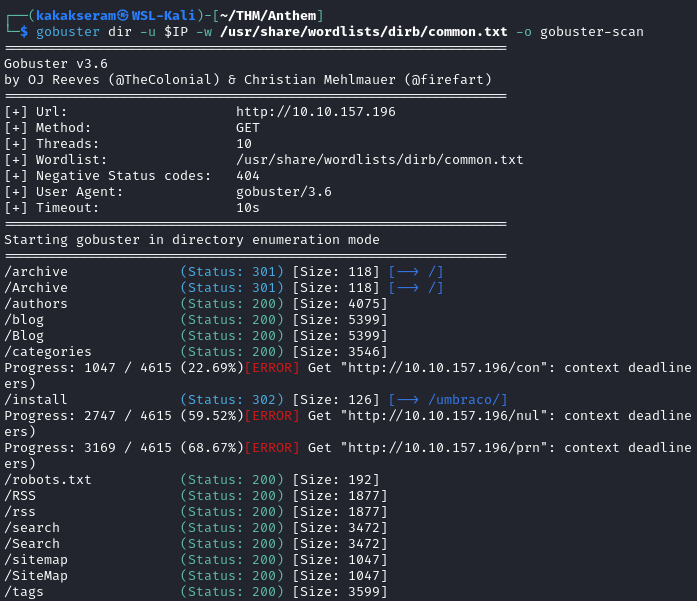 ┌──(kakakseram㉿WSL-Kali)-[~/THM/Anthem]
└─$ gobuster dir -u $IP -w /usr/share/wordlists/dirb/common.txt -o gobuster-scan
===============================================================
Gobuster v3.6
by OJ Reeves (@TheColonial) & Christian Mehlmauer (@firefart)
===============================================================
[+] Url:                     http://10.10.157.196
[+] Method:                  GET
[+] Threads:                 10
[+] Wordlist:                /usr/share/wordlists/dirb/common.txt
[+] Negative Status codes:   404
[+] User Agent:              gobuster/3.6
[+] Timeout:                 10s
===============================================================
Starting gobuster in directory enumeration mode
===============================================================
/archive              (Status: 301) [Size: 118] [--> /]
/Archive              (Status: 301) [Size: 118] [--> /]
/authors              (Status: 200) [Size: 4075]
/blog                 (Status: 200) [Size: 5399]
/Blog                 (Status: 200) [Size: 5399]
/categories           (Status: 200) [Size: 3546]
Progress: 1047 / 4615 (22.69%)[ERROR] Get "http://10.10.157.196/con": context deadline
ers)
/install              (Status: 302) [Size: 126] [--> /umbraco/]
Progress: 2747 / 4615 (59.52%)[ERROR] Get "http://10.10.157.196/nul": context deadline
ers)
Progress: 3169 / 4615 (68.67%)[ERROR] Get "http://10.10.157.196/prn": context deadline
ers)
/robots.txt           (Status: 200) [Size: 192]
/RSS                  (Status: 200) [Size: 1877]
/rss                  (Status: 200) [Size: 1877]
/search               (Status: 200) [Size: 3472]
/Search               (Status: 200) [Size: 3472]
/sitemap              (Status: 200) [Size: 1047]
/SiteMap              (Status: 200) [Size: 1047]
/tags                 (Status: 200) [Size: 3599]